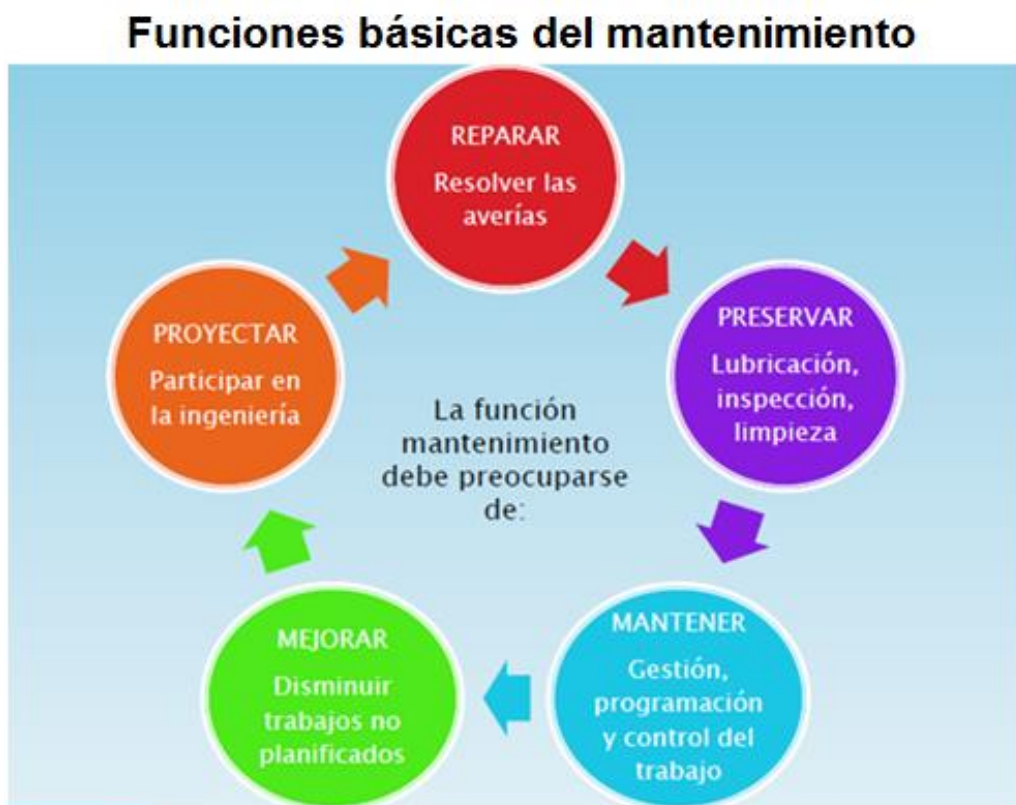 Funciones básicas del mantenimiento
REPARAR
Resolver las
averías
PRESERVAR
Lubricación,
inspección,
limpieza
MANTENER
Gestión,
programación
y control del
trabajo
MEJORAR
Disminuir
trabajos no
planificados
PROYECTAR
Participar en
la ingeniería
La función
mantenimiento
debe preocuparse
de: